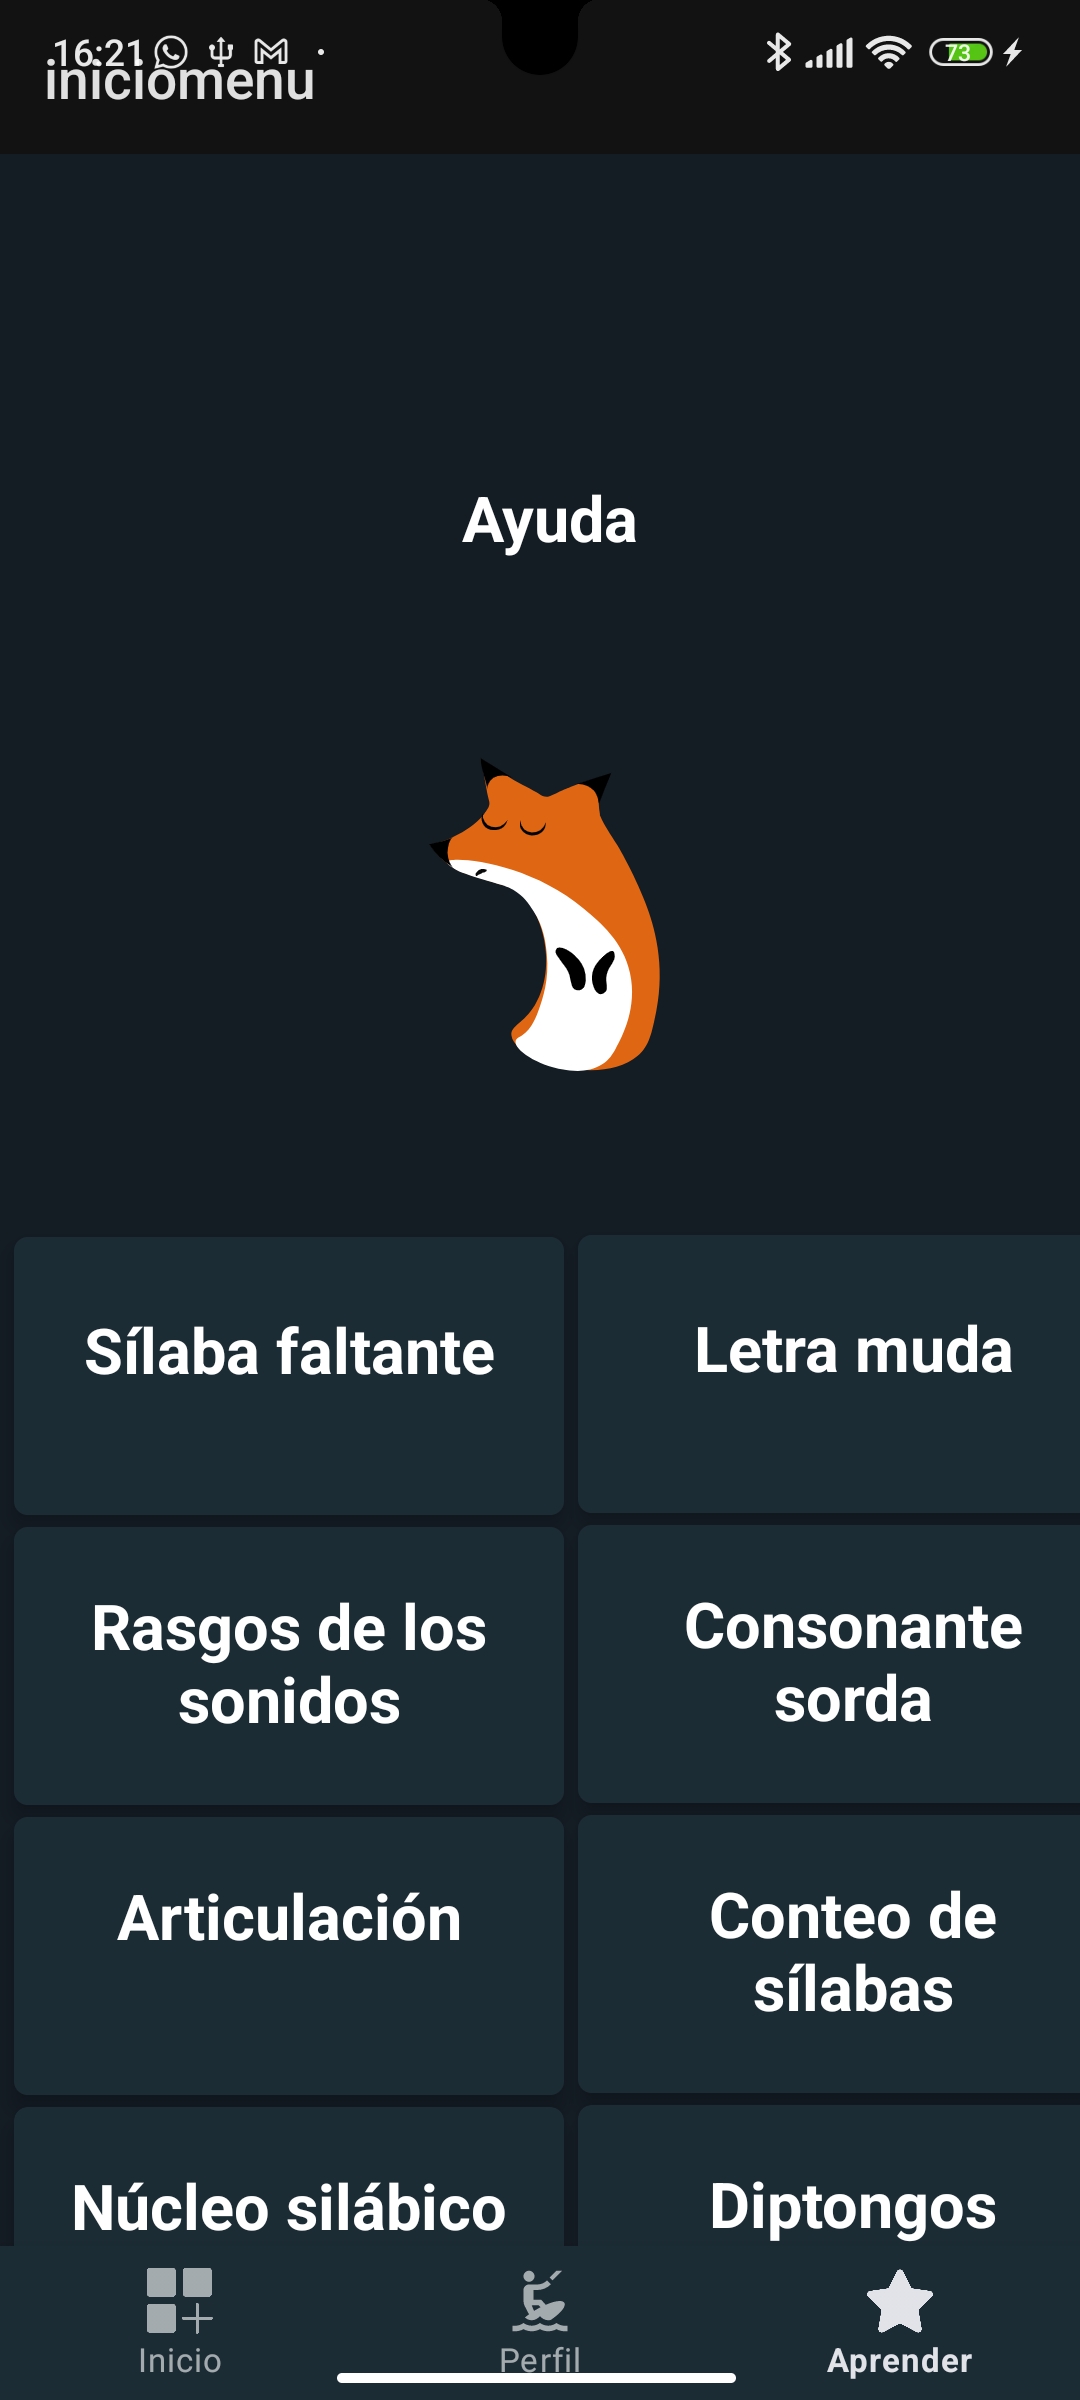 16:21
73
iniciomenu
Ayuda
Sílaba faltante
Letra muda
Rasgos de los
sonidos
Consonante
sorda
Articulación
Conteo de
sílabas
Núcleo silábico
Diptongos
Inicio
Perfil
Aprender